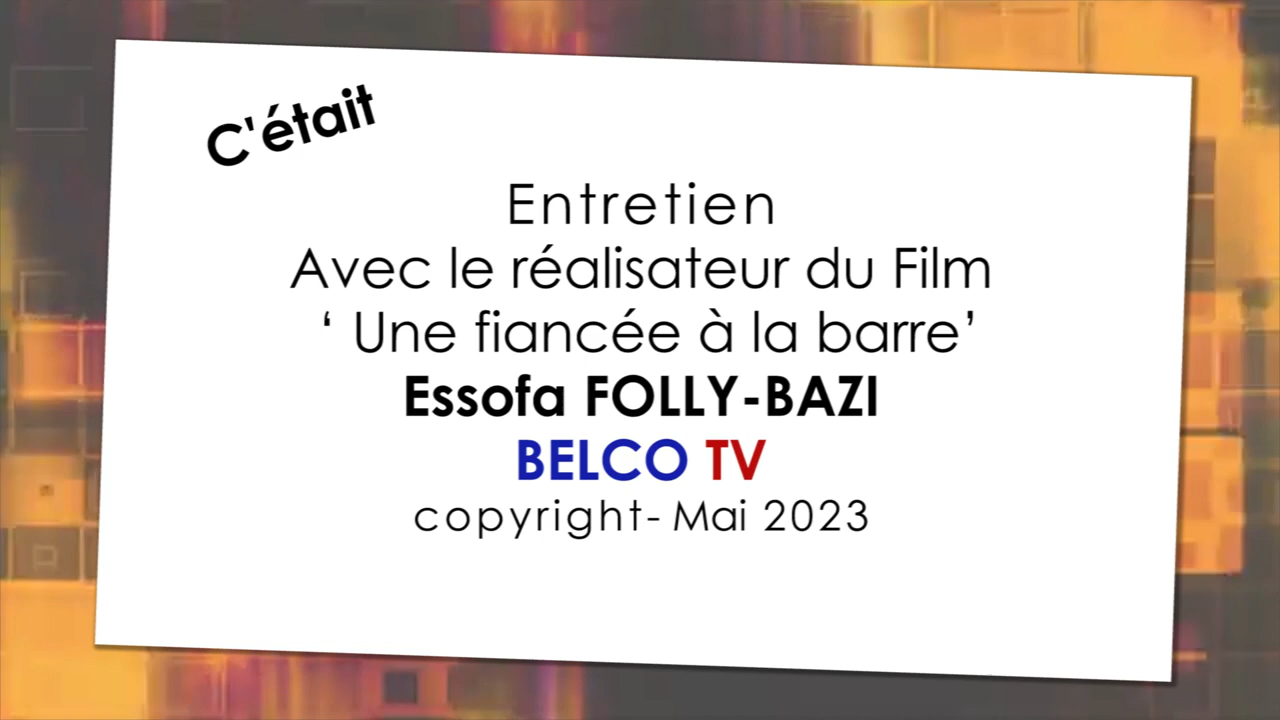 C'était
Entretien
Avec le réalisateur du Film
‘ Une fiancée à la barre’
Essofa FOLLY-BAZI
BELCO TV
copyright- Mai 2023